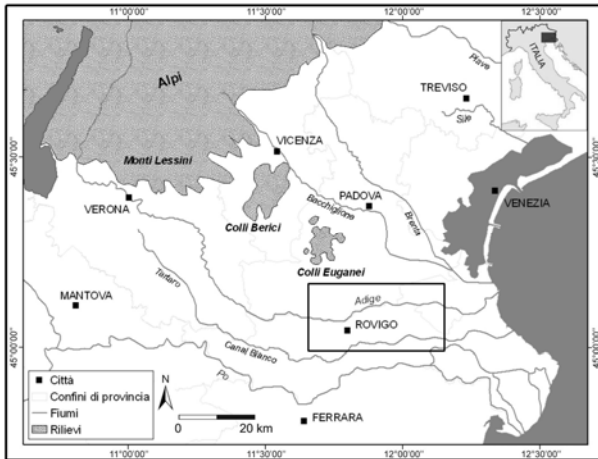 11°00'00" 11°30'00" 12°00'00" 12°30'00"
Alpi
Piave
ITALIA
TREVISO
Sile
45°30'00"
VICENZA
45°30'00"
Monti Lessini
VERONA
Bacchiglione
PADOVA
VENEZIA
Colli Berici
Brenta
Colli Euganei
Tartaro
MANTOVA
Adige
ROVIGO
45°00'00"
Canal Bianco
45°00'00"
Po
Città
Confini di provincia
Fiumi
Rilievi
N
0 20 km
FERRARA
11°00'00" 11°30'00" 12°00'00" 12°30'00"